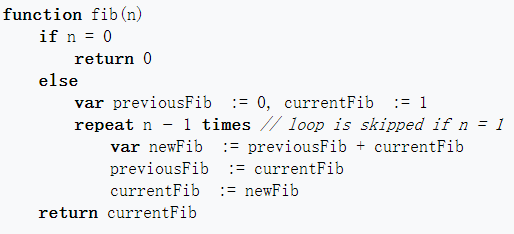 function fib(n)
    if n = 0
        return 0
    else
        var previousFib := 0, currentFib := 1
        repeat n - 1 times // loop is skipped if n = 1
            var newFib := previousFib + currentFib
            previousFib := currentFib
            currentFib := newFib
    return currentFib